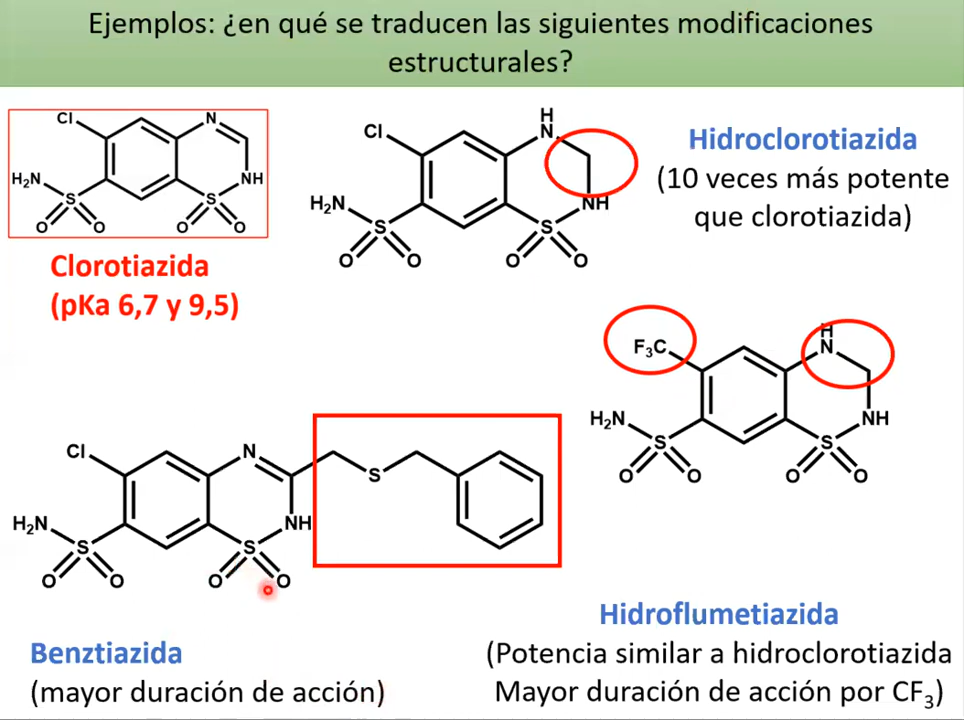 Ejemplos: ¿en qué se traducen las siguientes modificaciones
estructurales?
Cl
N
H₂N
S
NH
O
O
S
O
O
Clorotiazida
(pKa 6,7 y 9,5)
Cl
H
N
H₂N
S
NH
O
O
S
O
O
Hidroclorotiazida
(10 veces más potente
que clorotiazida)
F₃C
H
N
H₂N
S
NH
O
O
S
O
O
Cl
N
S
H₂N
S
NH
O
O
S
O
O
Benztiazida
(mayor duración de acción)
Hidroflumetiazida
(Potencia similar a hidroclorotiazida
Mayor duración de acción por CF₃)